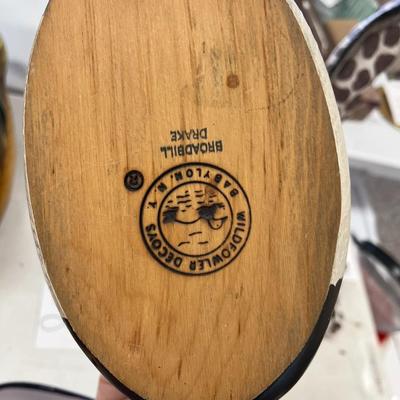 BROADBILL
DRAKE
®
WILDFOWLER DECOYS
BABYLON, N.Y.